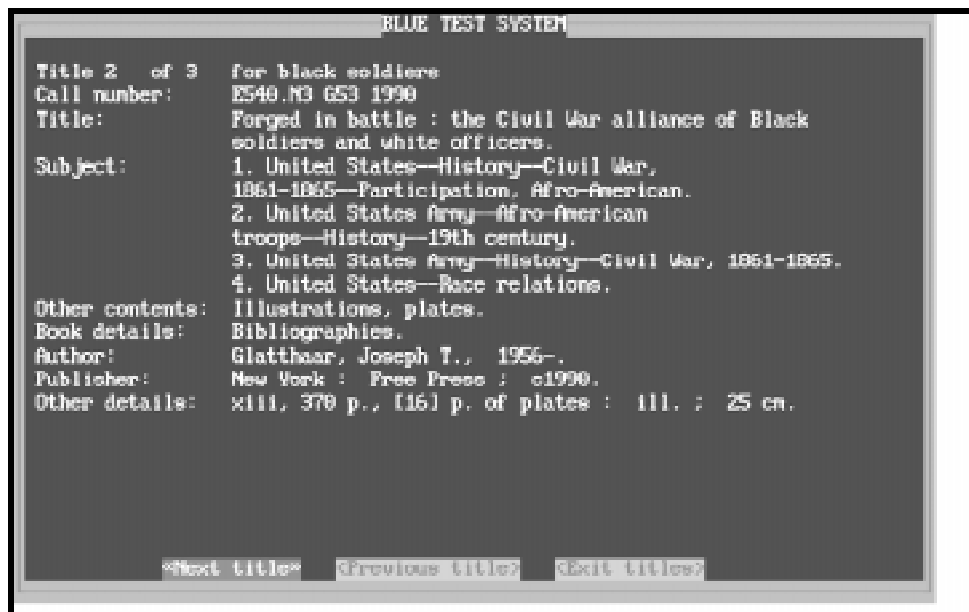 BLUE TEST SYSTEM
Title 2 of 3 for black soldiers
Call number: E540.N3 G53 1990
Title: Forged in battle : the Civil War alliance of Black
soldiers and white officers.
Subject: 1. United States--History--Civil War,
1861-1865--Participation, Afro-American.
2. United States Army--Afro-American
troops--History--19th century.
3. United States Army--History--Civil War, 1861-1865.
4. United States--Race relations.
Other contents: Illustrations, plates.
Book details: Bibliographies.
Author: Glatthaar, Joseph T., 1956-.
Publisher: New York : Free Press ; c1990.
Other details: xiii, 370 p., [16] p. of plates : ill. ; 25 cm.
«Next title» <Previous title> <Exit titles>